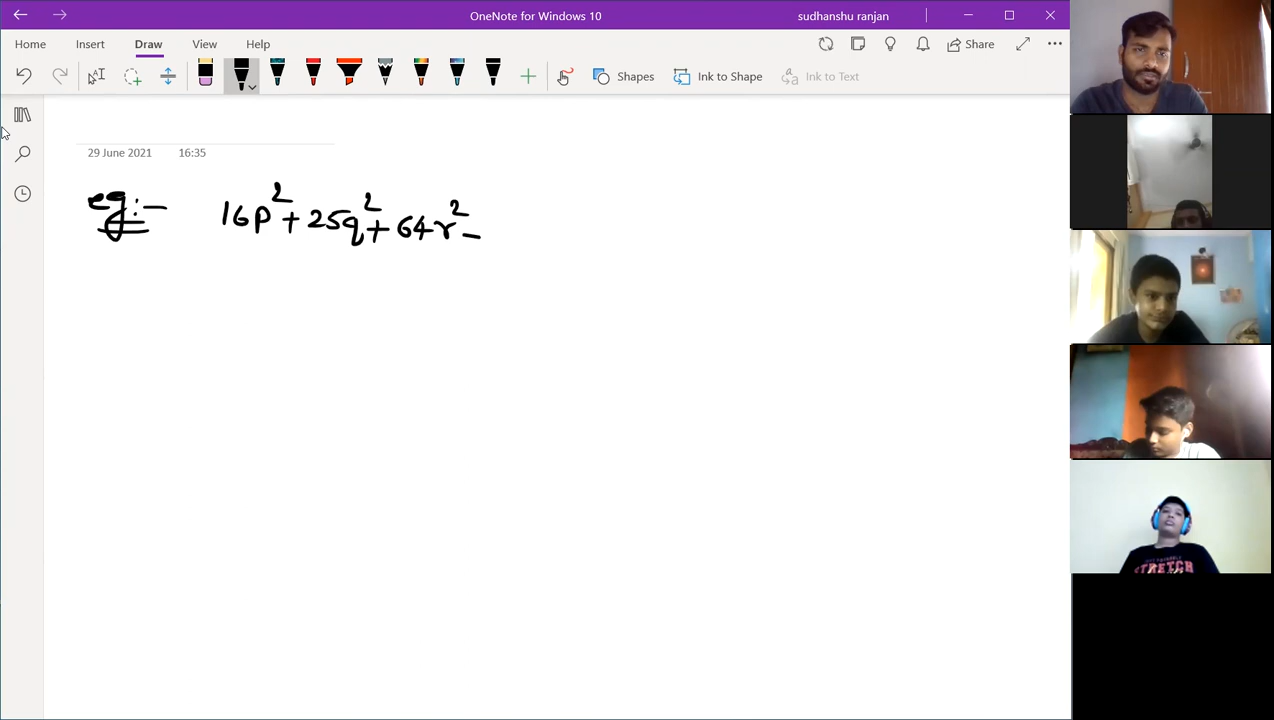 OneNote for Windows 10
sudhanshu ranjan
Home Insert Draw View Help
Share
Shapes Ink to Shape Ink to Text
29 June 2021 16:35
eg:- 16p² + 25q² + 64r² -
STRETCH